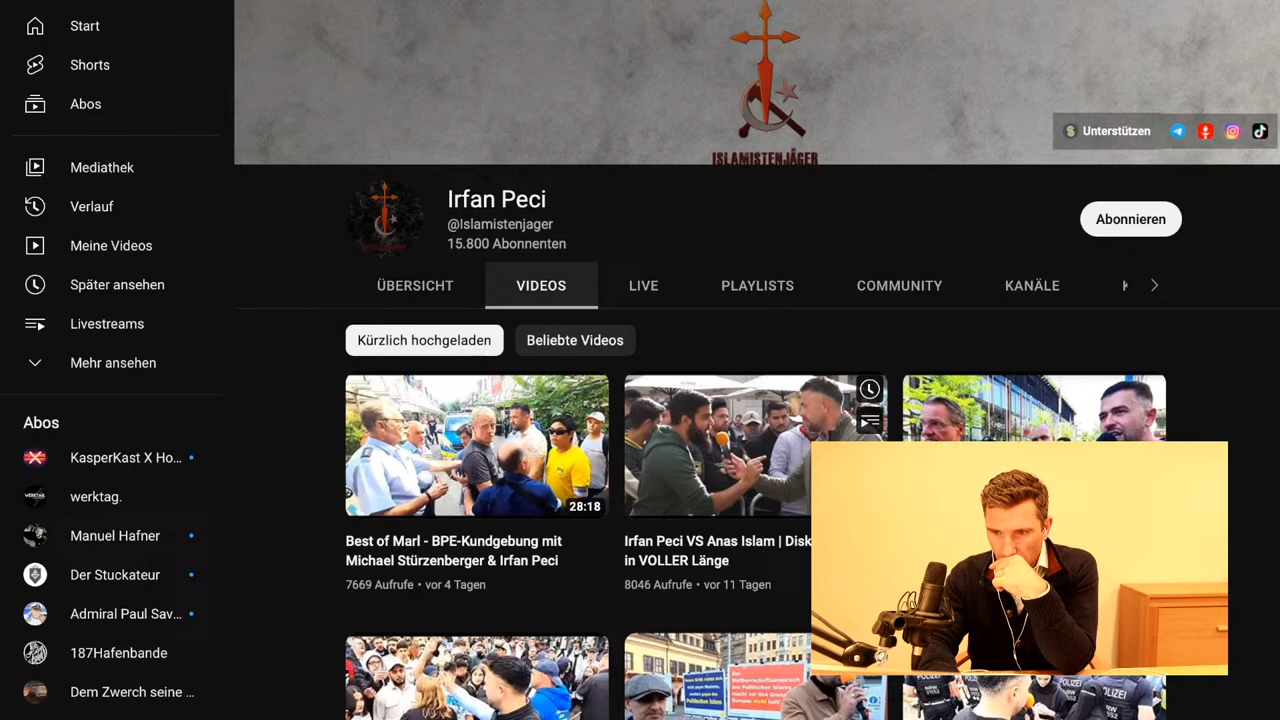 Start
Shorts
Abos
Mediathek
Verlauf
Meine Videos
Später ansehen
Livestreams
Mehr ansehen
Abos
KasperKast X Ho...
werktag.
Manuel Hafner
Der Stuckateur
Admiral Paul Sav...
187Hafenbande
Dem Zwerch seine ...
ISLAMISTENJÄGER
Unterstützen
Irfan Peci
@Islamistenjager
15.800 Abonnenten
Abonnieren
ÜBERSICHT
VIDEOS
LIVE
PLAYLISTS
COMMUNITY
KANÄLE
Kürzlich hochgeladen
Beliebte Videos
28:18
Best of Marl - BPE-Kundgebung mit
Michael Stürzenberger & Irfan Peci
7669 Aufrufe • vor 4 Tagen
Irfan Peci VS Anas Islam | Disk
in VOLLER Länge
8046 Aufrufe • vor 11 Tagen
POLIZEI
POLIZEI